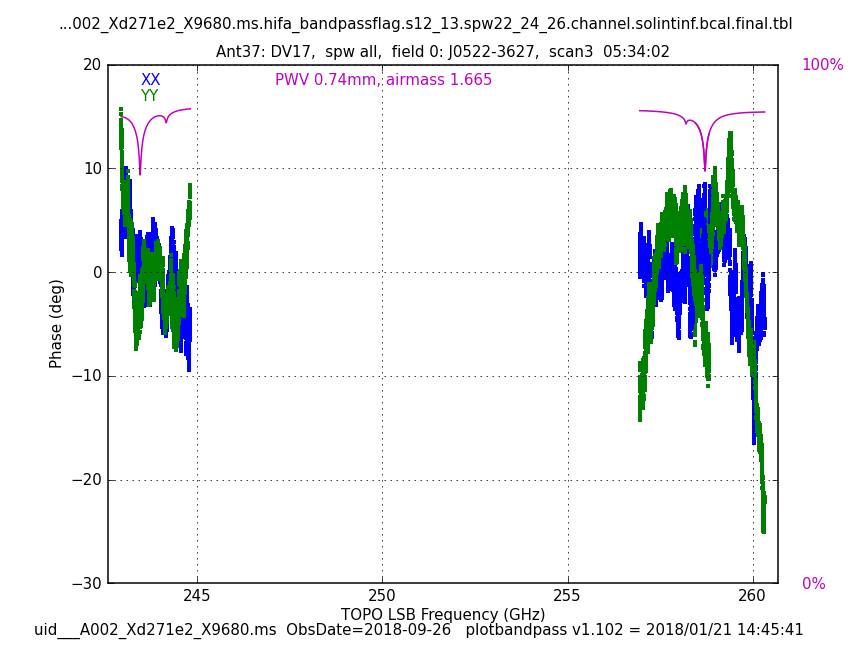 ...002_Xd271e2_X9680.ms.hifa_bandpassflag.s12_13.spw22_24_26.channel.solintinf.bcal.final.tbl
Ant37: DV17,  spw all,  field 0: J0522-3627,  scan3  05:34:02
20
XX
PWV 0.74mm, airmass 1.665
100%
YY
10
0
Phase (deg)
−10
−20
−30
0%
245
250
255
260
TOPO LSB Frequency (GHz)
uid___A002_Xd271e2_X9680.ms  ObsDate=2018-09-26   plotbandpass v1.102 = 2018/01/21 14:45:41